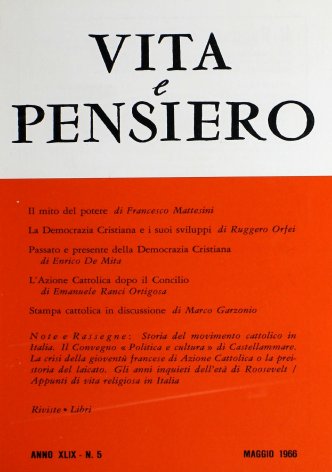 VITA
e
PENSIERO
Il mito del potere di Francesco Mattesini
La Democrazia Cristiana e i suoi sviluppi di Ruggero Orfei
Passato e presente della Democrazia Cristiana
di Enrico De Mita
L'Azione Cattolica dopo il Concilio
di Emanuele Ranci Ortigosa
Stampa cattolica in discussione di Marco Garzonio
Note e Rassegne: Storia del movimento cattolico in
Italia. Il Convegno « Politica e cultura » di Castellammare.
La crisi della gioventù francese di Azione Cattolica o la prei-
storia del laicato. Gli anni inquieti dell'età di Roosevelt /
Appunti di vita religiosa in Italia
Riviste • Libri
ANNO XLIX - N. 5 MAGGIO 1966